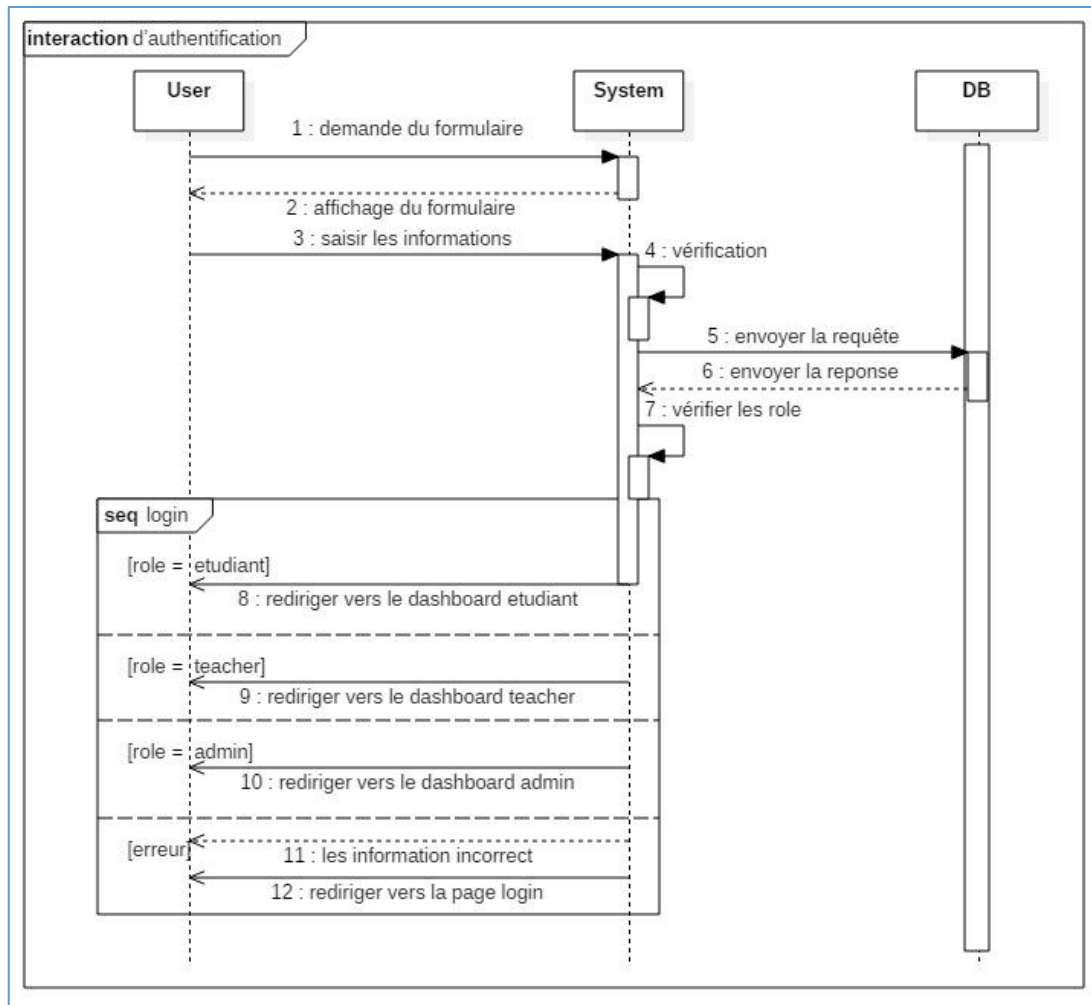 interaction d'authentification
User
System
DB
1 : demande du formulaire
2 : affichage du formulaire
3 : saisir les informations
4 : vérification
5 : envoyer la requête
6 : envoyer la reponse
7 : vérifier les role
seq login
[role = etudiant]
8 : rediriger vers le dashboard etudiant
[role = teacher]
9 : rediriger vers le dashboard teacher
[role = admin]
10 : rediriger vers le dashboard admin
[erreur]
11 : les information incorrect
12 : rediriger vers la page login